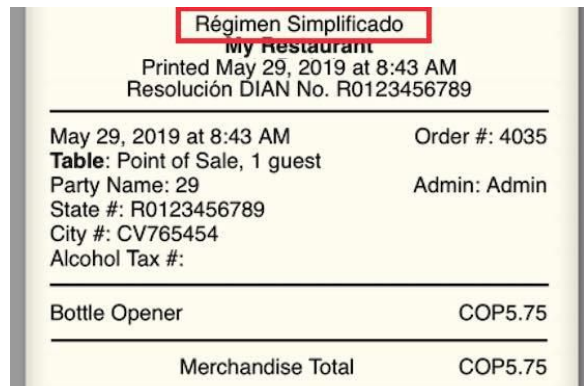 Régimen Simplificado
My Restaurant
Printed May 29, 2019 at 8:43 AM
Resolución DIAN No. R0123456789
May 29, 2019 at 8:43 AM Order #: 4035
Table: Point of Sale, 1 guest
Party Name: 29 Admin: Admin
State #: R0123456789
City #: CV765454
Alcohol Tax #:
Bottle Opener COP5.75
Merchandise Total COP5.75